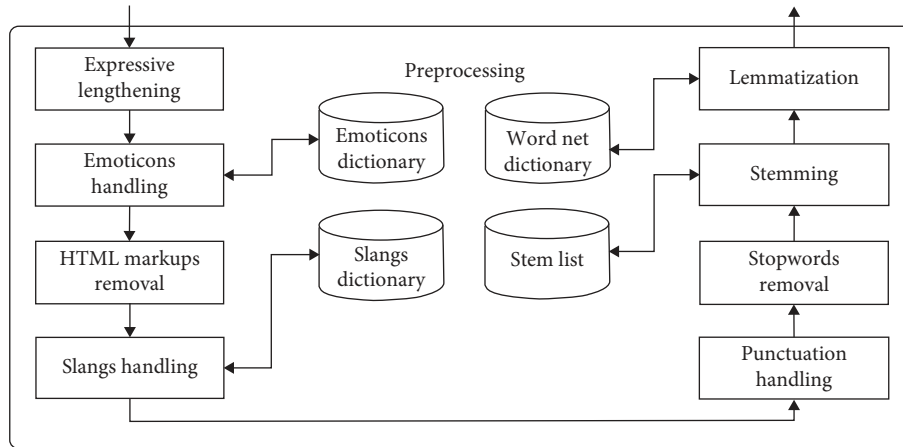 Preprocessing
Expressive
lengthening
Emoticons
handling
HTML markups
removal
Slangs handling
Emoticons
dictionary
Slangs
dictionary
Word net
dictionary
Stem list
Lemmatization
Stemming
Stopwords
removal
Punctuation
handling